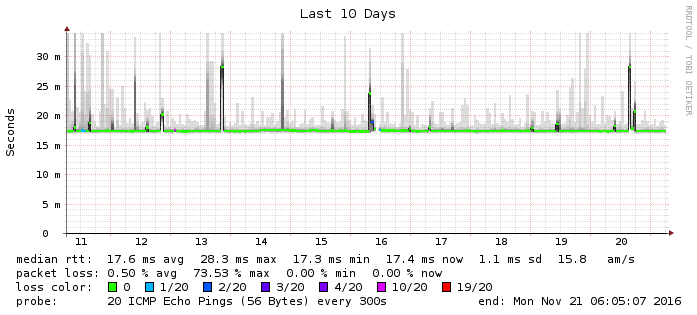 Last 10 Days
RRDTOOL / TOBI OETIKER
Seconds
30 m
25 m
20 m
15 m
10 m
5 m
0
11 12 13 14 15 16 17 18 19 20
median rtt: 17.6 ms avg 28.3 ms max 17.3 ms min 17.4 ms now 1.1 ms sd 15.8 am/s
packet loss: 0.50 % avg 73.53 % max 0.00 % min 0.00 % now
loss color: 0 1/20 2/20 3/20 4/20 10/20 19/20
probe: 20 ICMP Echo Pings (56 Bytes) every 300s end: Mon Nov 21 06:05:07 2016